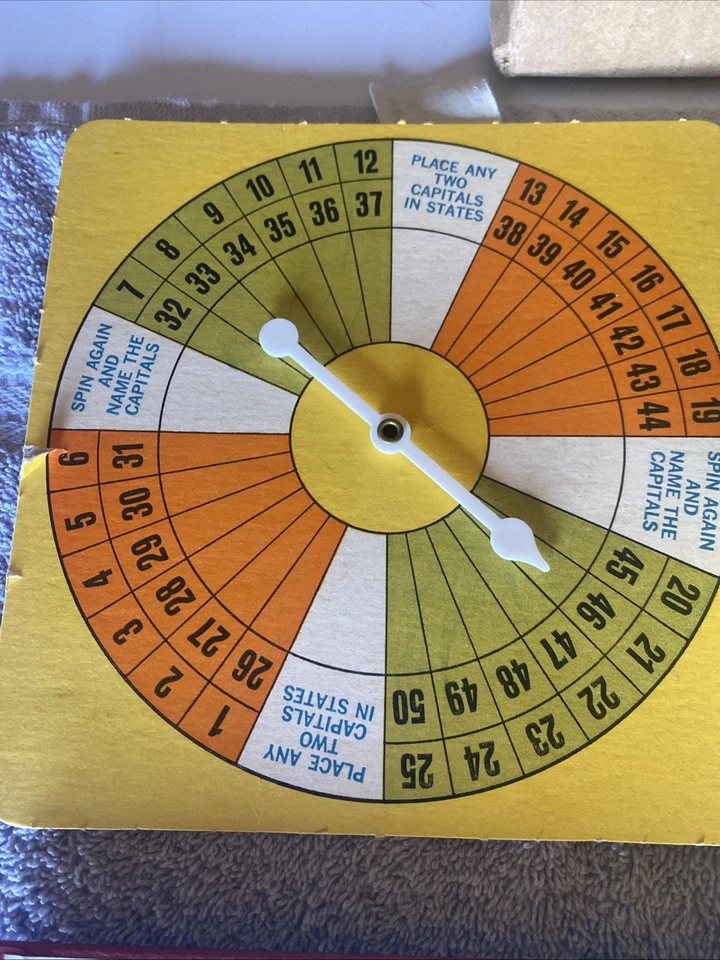 PLACE ANY
TWO
CAPITALS
IN STATES
13 14 15 16 17 18 19
38 39 40 41 42 43 44
SPIN AGAIN
AND
NAME THE
CAPITALS
20 21 22 23 24 25
45 46 47 48 49 50
PLACE ANY
TWO
CAPITALS
IN STATES
1 2 3 4 5 6
26 27 28 29 30 31
SPIN AGAIN
AND
NAME THE
CAPITALS
7 8 9 10 11 12
32 33 34 35 36 37